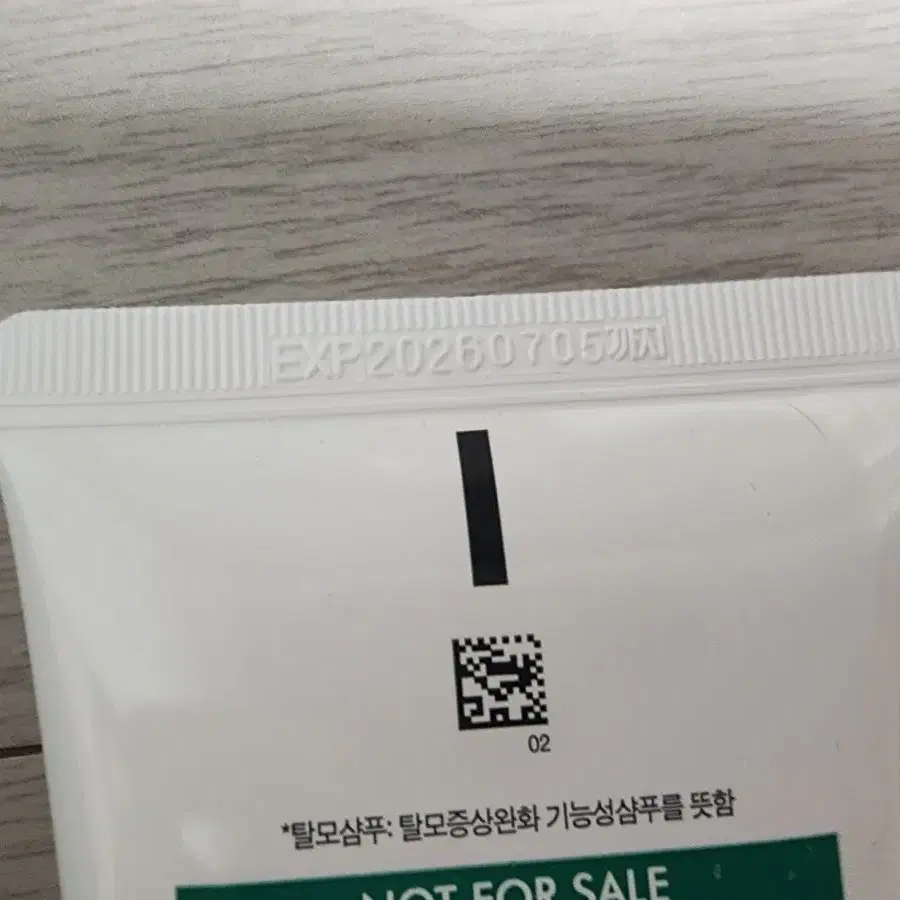 EXP20260705까지
02
*탈모샴푸: 탈모증상완화 기능성샴푸를 뜻함
NOT FOR SALE